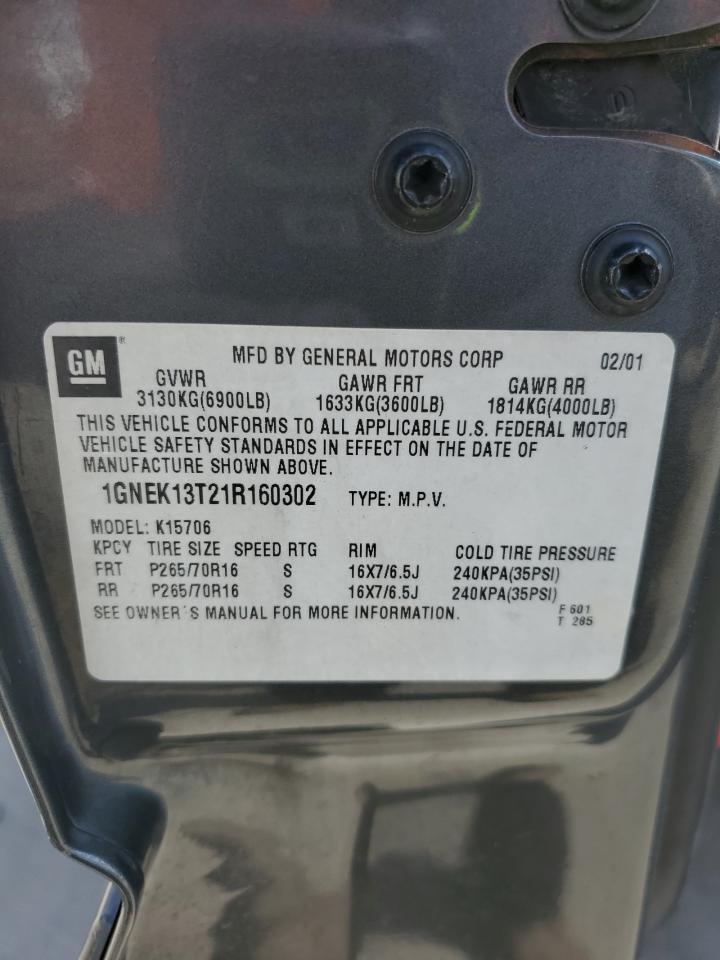 GM®
MFD BY GENERAL MOTORS CORP 02/01
GVWR GAWR FRT GAWR RR
3130KG(6900LB) 1633KG(3600LB) 1814KG(4000LB)
THIS VEHICLE CONFORMS TO ALL APPLICABLE U.S. FEDERAL MOTOR
VEHICLE SAFETY STANDARDS IN EFFECT ON THE DATE OF
MANUFACTURE SHOWN ABOVE.
1GNEK13T21R160302 TYPE: M.P.V.
MODEL: K15706
KPCY TIRE SIZE SPEED RTG RIM COLD TIRE PRESSURE
FRT P265/70R16 S 16X7/6.5J 240KPA(35PSI)
RR P265/70R16 S 16X7/6.5J 240KPA(35PSI)
SEE OWNER'S MANUAL FOR MORE INFORMATION. F 601
T 285